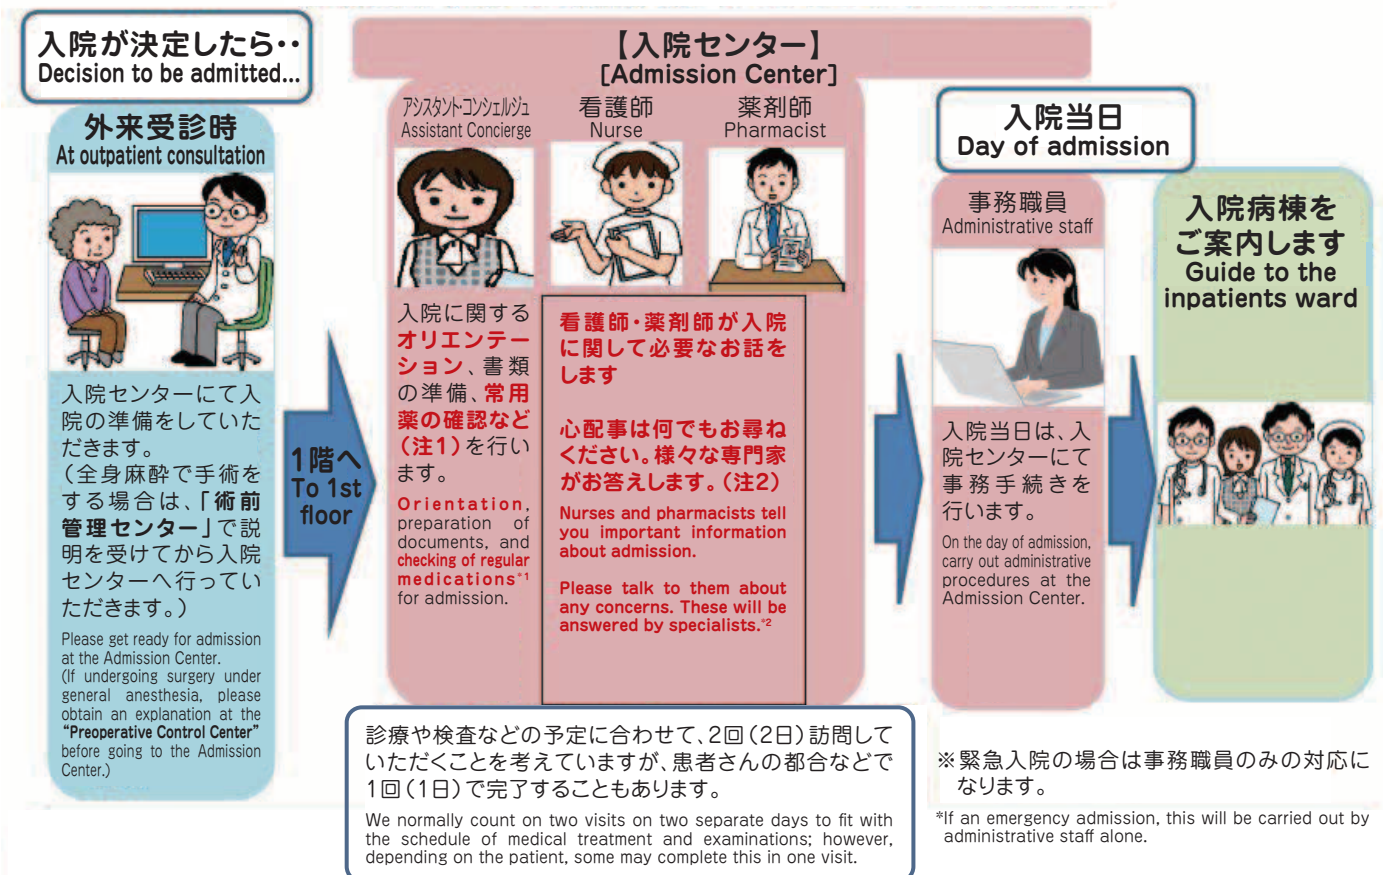 入院が決定したら‥
Decision to be admitted...
外来受診時
At outpatient consultation
入院センターにて入
院の準備をしていた
だきます。
（全身麻酔で手術を
する場合は、「術前
管理センター」で説
明を受けてから入院
センターへ行ってい
ただきます。）
Please get ready for admission
at the Admission Center.
(If undergoing surgery under
general anesthesia, please
obtain an explanation at the
“Preoperative Control Center”
before going to the Admission
Center.)
1階へ
To 1st
floor
【入院センター】
[Admission Center]
アシスタント・コンシェルジュ
Assistant Concierge
看護師
Nurse
薬剤師
Pharmacist
入院に関する
オリエンテー
ション、書類
の準備、常用
薬の確認など
（注1）を行い
ます。
Orientation,
preparation of
documents, and
checking of regular
medications*1
for admission.
看護師・薬剤師が入院
に関して必要なお話を
します
心配事は何でもお尋ね
ください。様々な専門家
がお答えします。（注2）
Nurses and pharmacists tell
you important information
about admission.
Please talk to them about
any concerns. These will be
answered by specialists.*2
診療や検査などの予定に合わせて、2回（2日）訪問して
いただくことを考えていますが、患者さんの都合などで
1回（1日）で完了することもあります。
We normally count on two visits on two separate days to fit with
the schedule of medical treatment and examinations; however,
depending on the patient, some may complete this in one visit.
入院当日
Day of admission
事務職員
Administrative staff
入院当日は、入
院センターにて
事務手続きを
行います。
On the day of admission,
carry out administrative
procedures at the
Admission Center.
入院病棟を
ご案内します
Guide to the
inpatients ward
※緊急入院の場合は事務職員のみの対応に
なります。
*If an emergency admission, this will be carried out by
administrative staff alone.